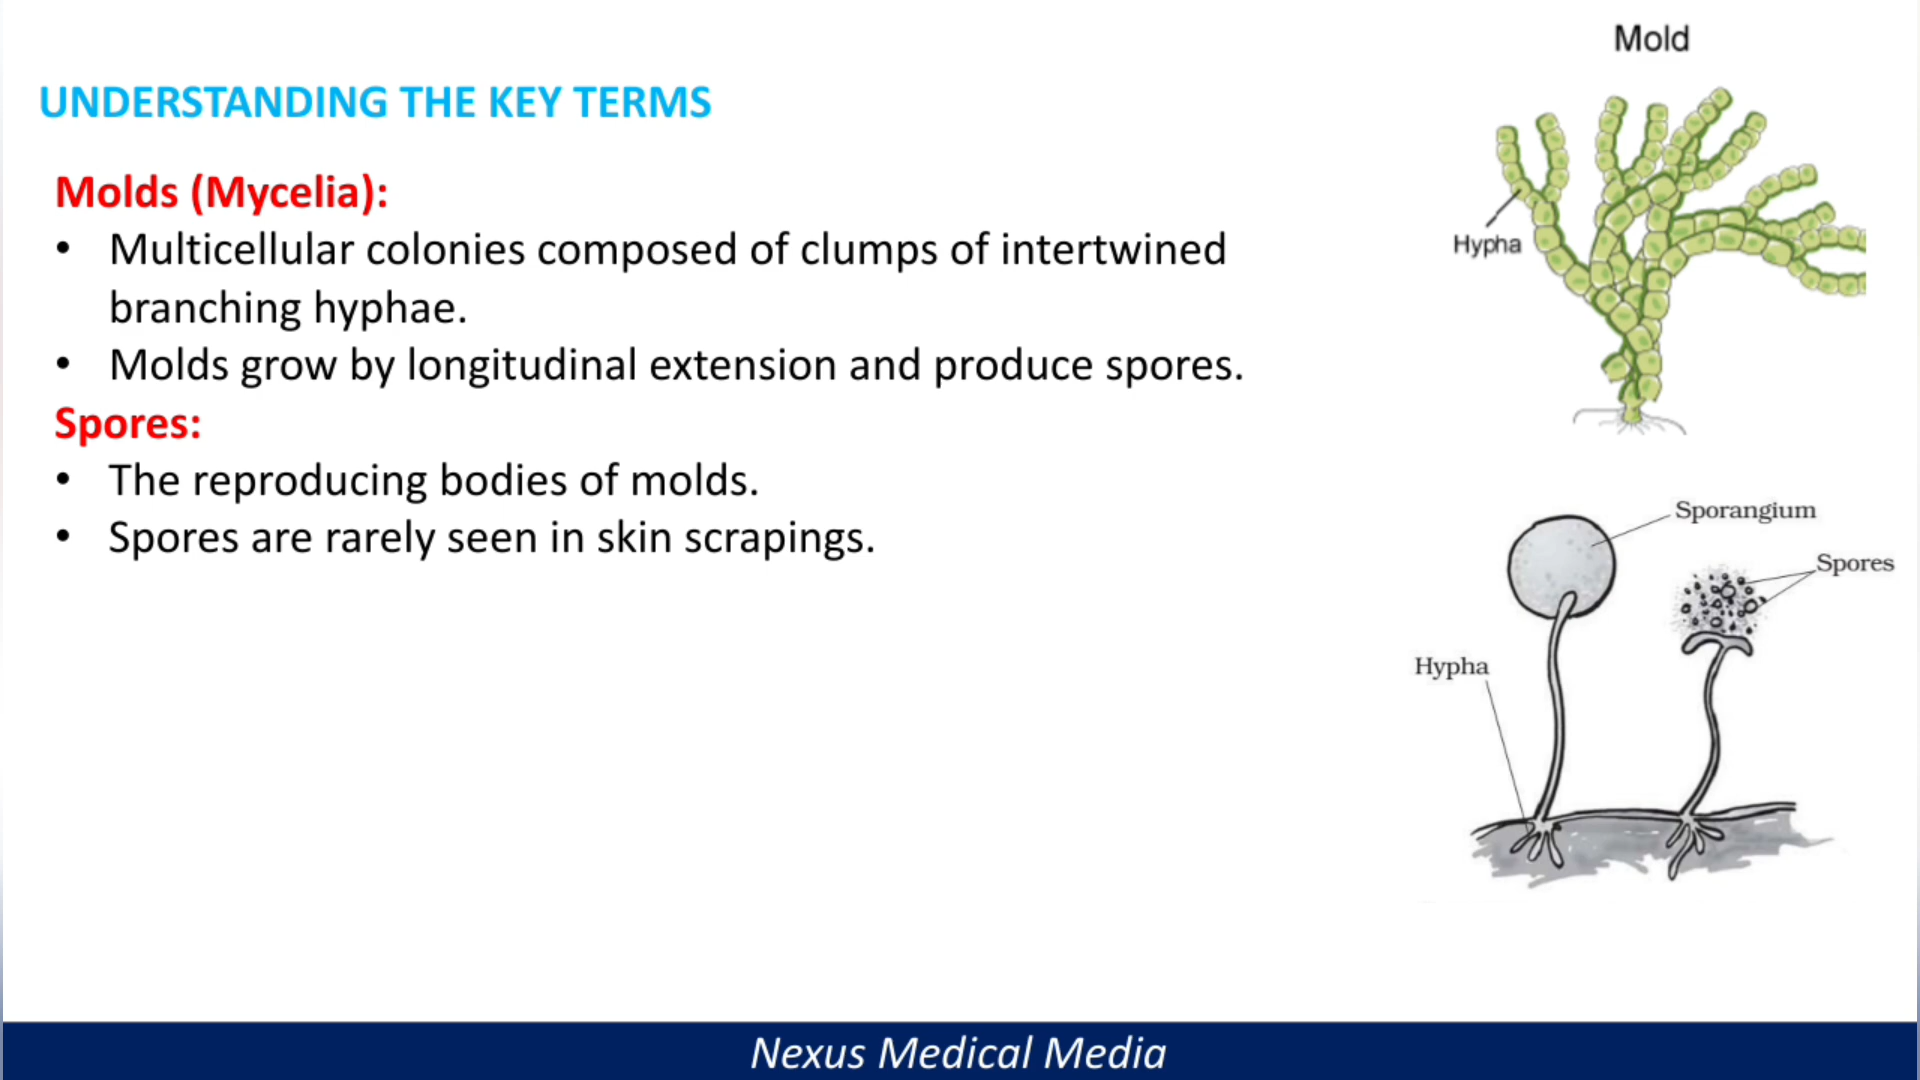 UNDERSTANDING THE KEY TERMS
Molds (Mycelia):
• Multicellular colonies composed of clumps of intertwined
branching hyphae.
• Molds grow by longitudinal extension and produce spores.
Spores:
• The reproducing bodies of molds.
• Spores are rarely seen in skin scrapings.
Mold
Hypha
Sporangium
Spores
Hypha
Nexus Medical Media